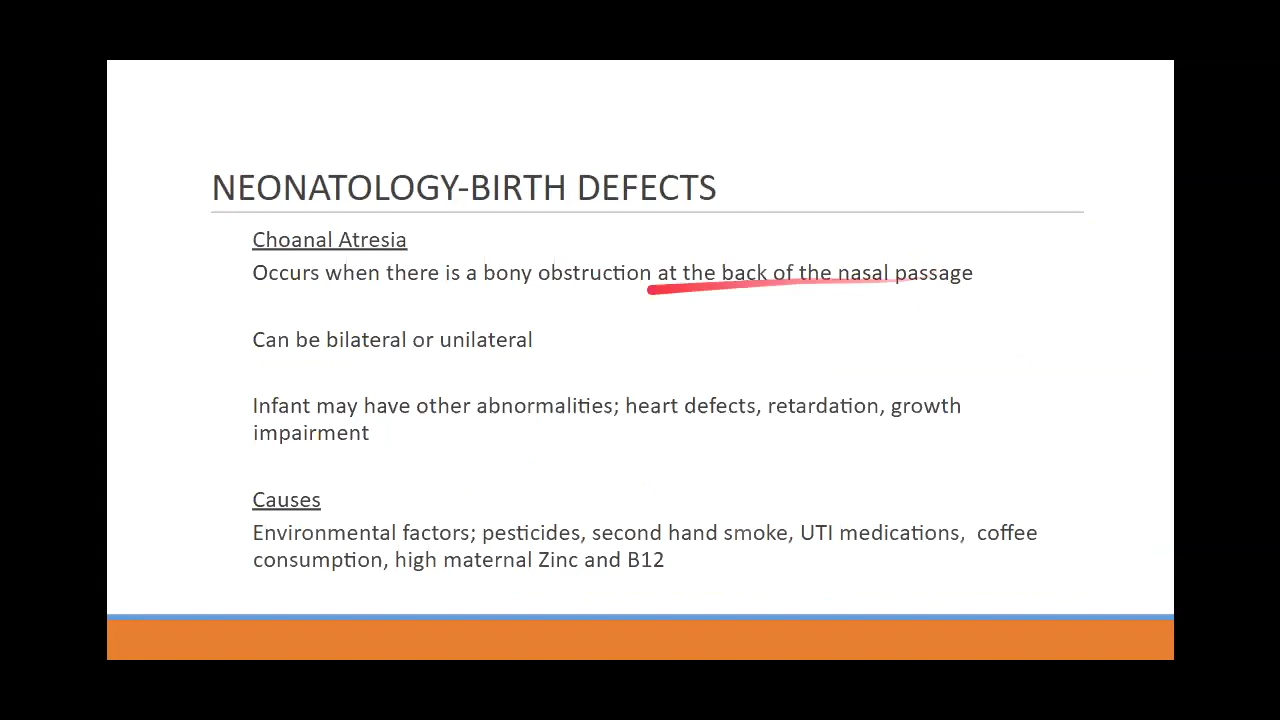 NEONATOLOGY-BIRTH DEFECTS
Choanal Atresia
Occurs when there is a bony obstruction at the back of the nasal passage
Can be bilateral or unilateral
Infant may have other abnormalities; heart defects, retardation, growth
impairment
Causes
Environmental factors; pesticides, second hand smoke, UTI medications,  coffee
consumption, high maternal Zinc and B12